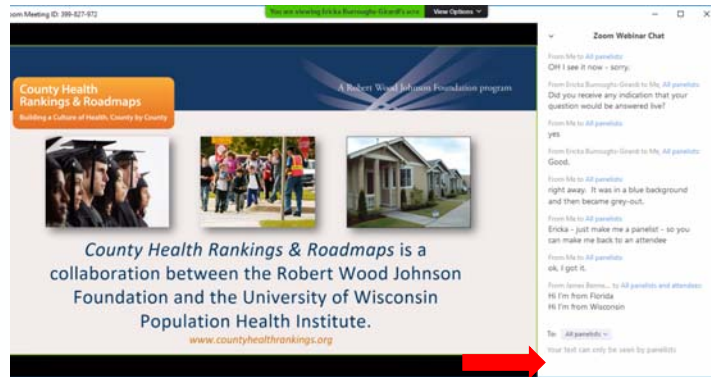 oom Meeting ID: 399-827-972
You are viewing Ericka Burroughs-Girardi's scre
View Options
Zoom Webinar Chat
A Robert Wood Johnson Foundation program
County Health
Rankings & Roadmaps
Building a Culture of Health, County by County
County Health Rankings & Roadmaps is a
collaboration between the Robert Wood Johnson
Foundation and the University of Wisconsin
Population Health Institute.
www.countyhealthrankings.org
From Me to All panelists:
OH I see it now - sorry.
From Ericka Burroughs-Girardi to Me, All panelists:
Did you receive any indication that your
question would be answered live?
From Me to All panelists:
yes
From Ericka Burroughs-Girardi to Me, All panelists:
Good.
From Me to All panelists:
right away. It was in a blue background
and then became grey-out.
From Me to All panelists:
Ericka - just make me a panelist - so you
can make me back to an attendee
From Me to All panelists:
ok, I got it.
From James Benne... to All panelists and attendees:
Hi I'm from Florida
Hi I'm from Wisconsin
To: All panelists
Your text can only be seen by panelists